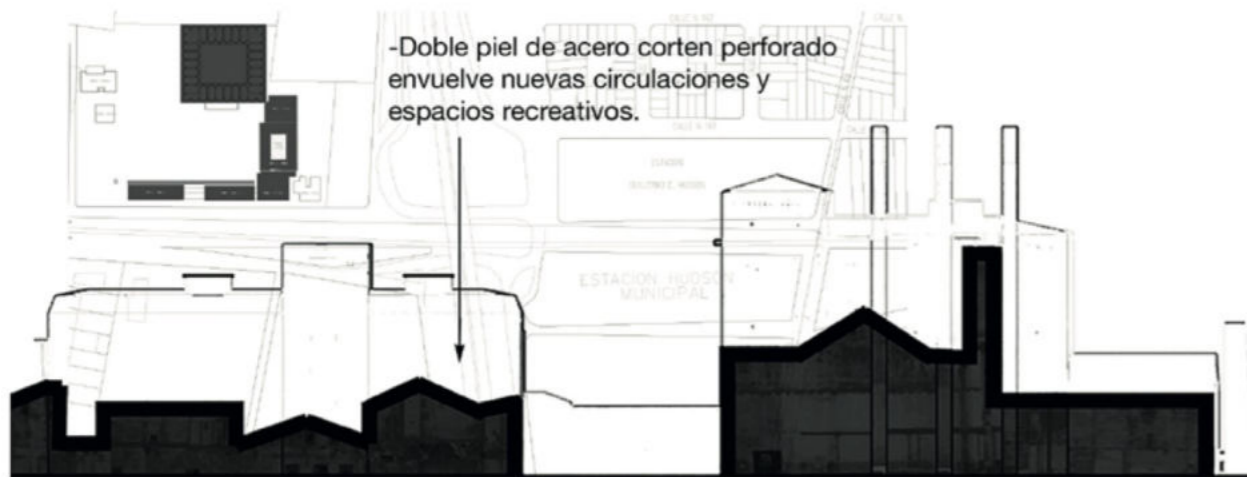 -Doble piel de acero corten perforado
envuelve nuevas circulaciones y
espacios recreativos.
ESTACION HUDSON
MUNICIPAL